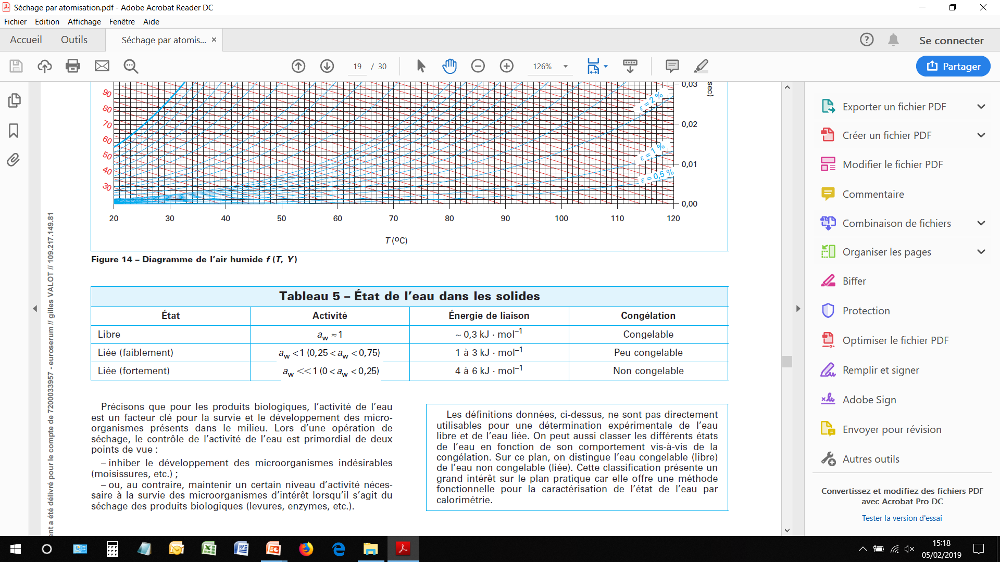 Séchage par atomisation.pdf - Adobe Acrobat Reader DC
Fichier Edition Affichage Fenêtre Aide
Accueil Outils Séchage par atomis... × ? Se connecter
19 / 30 126% Partager
90
80
70
60
50
40
30
ε = 2 %
ε = 1 %
ε = 0,5 %
0,03
0,02
0,01
0,00
sec)
20 30 40 50 60 70 80 90 100 110 120
T (ºC)
Figure 14 – Diagramme de l'air humide f (T, Y)
Tableau 5 – État de l'eau dans les solides
État Activité Énergie de liaison Congélation
Libre aw ≈ 1 ~ 0,3 kJ · mol–1 Congelable
Liée (faiblement) aw < 1 (0,25 < aw < 0,75) 1 à 3 kJ · mol–1 Peu congelable
Liée (fortement) aw << 1 (0 < aw < 0,25) 4 à 6 kJ · mol–1 Non congelable
Précisons que pour les produits biologiques, l'activité de l'eau
est un facteur clé pour la survie et le développement des micro-
organismes présents dans le milieu. Lors d'une opération de
séchage, le contrôle de l'activité de l'eau est primordial de deux
points de vue :
– inhiber le développement des microorganismes indésirables
(moisissures, etc.) ;
– ou, au contraire, maintenir un certain niveau d'activité néces-
saire à la survie des microorganismes d'intérêt lorsqu'il s'agit du
séchage des produits biologiques (levures, enzymes, etc.).
Les définitions données, ci-dessus, ne sont pas directement
utilisables pour une détermination expérimentale de l'eau
libre et de l'eau liée. On peut aussi classer les différents états
de l'eau en fonction de son comportement vis-à-vis de la
congélation. Sur ce plan, on distingue l'eau congelable (libre)
de l'eau non congelable (liée). Cette classification présente un
grand intérêt sur le plan pratique car elle offre une méthode
fonctionnelle pour la caractérisation de l'état de l'eau par
calorimétrie.
ent a été délivré pour le compte de 7200033957 - euroserum // gilles VALOT // 109.217.149.81
Exporter un fichier PDF
Créer un fichier PDF
Modifier le fichier PDF
Commentaire
Combinaison de fichiers
Organiser les pages
Biffer
Protection
Optimiser le fichier PDF
Remplir et signer
Adobe Sign
Envoyer pour révision
Autres outils
Convertissez et modifiez des fichiers PDF
avec Acrobat Pro DC
Tester la version d'essai
15:18
05/02/2019